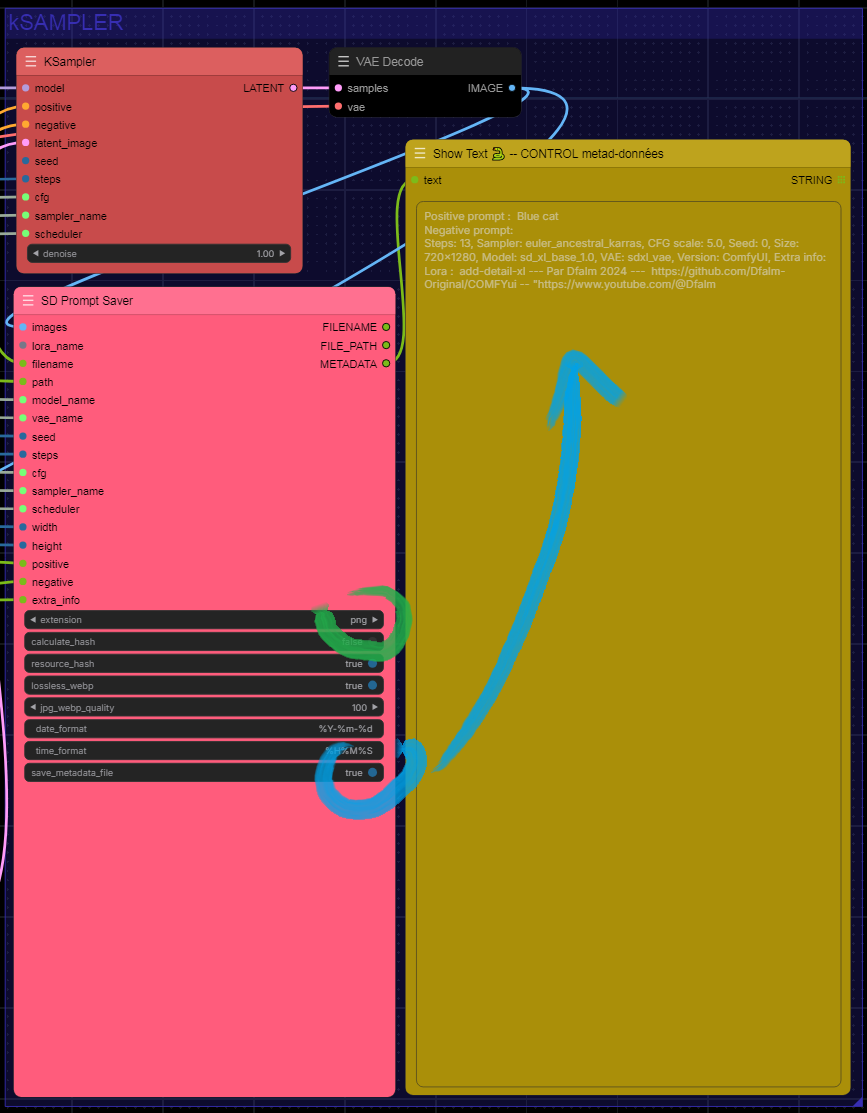 kSAMPLER
KSampler
model LATENT
positive
negative
latent_image
seed
steps
cfg
sampler_name
scheduler
denoise 1.00
VAE Decode
samples IMAGE
vae
Show Text 🐍 -- CONTROL metad-données
text STRING
Positive prompt : Blue cat
Negative prompt:
Steps: 13, Sampler: euler_ancestral_karras, CFG scale: 5.0, Seed: 0, Size:
720×1280, Model: sd_xl_base_1.0, VAE: sdxl_vae, Version: ComfyUI, Extra info:
Lora : add-detail-xl --- Par Dfalm 2024 --- https://github.com/Dfalm-
Original/COMFYui -- "https://www.youtube.com/@Dfalm
SD Prompt Saver
images FILENAME
lora_name FILE_PATH
filename METADATA
path
model_name
vae_name
seed
steps
cfg
sampler_name
scheduler
width
height
positive
negative
extra_info
extension png
calculate_hash false
resource_hash true
lossless_webp true
jpg_webp_quality 100
date_format %Y-%m-%d
time_format %H%M%S
save_metadata_file true